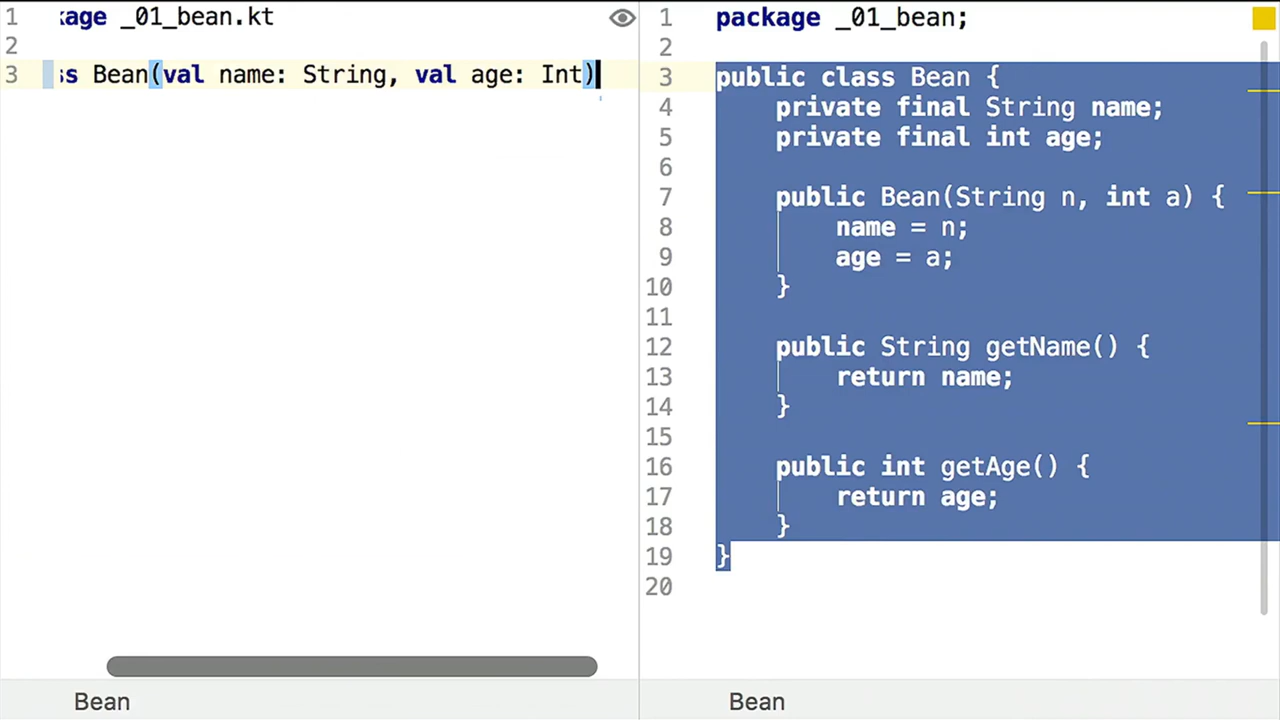 1 kage _01_bean.kt
2
3 ss Bean(val name: String, val age: Int)
Bean
1 package _01_bean;
2
3 public class Bean {
4 private final String name;
5 private final int age;
6
7 public Bean(String n, int a) {
8 name = n;
9 age = a;
10 }
11
12 public String getName() {
13 return name;
14 }
15
16 public int getAge() {
17 return age;
18 }
19 }
20
Bean